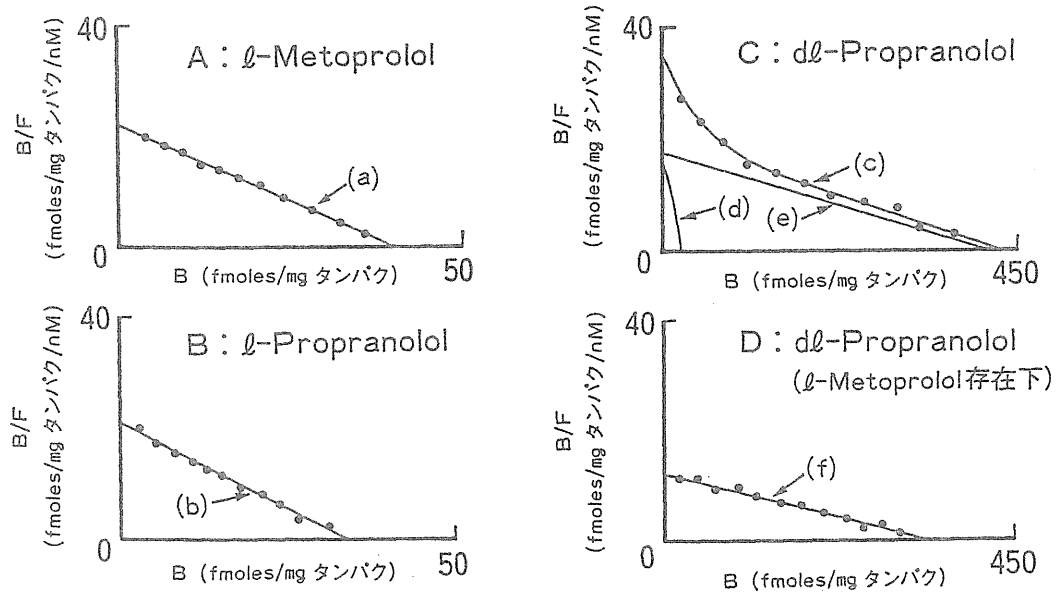 40
A：ℓ-Metoprolol
B/F
(fmoles/mg タンパク/nM)
(a)
0
50
B (fmoles/mg タンパク)
40
C：dℓ-Propranolol
B/F
(fmoles/mg タンパク/nM)
(c)
(d)
(e)
0
450
B (fmoles/mg タンパク)
40
B：ℓ-Propranolol
B/F
(fmoles/mg タンパク/nM)
(b)
0
50
B (fmoles/mg タンパク)
40
D：dℓ-Propranolol
(ℓ-Metoprolol存在下)
B/F
(fmoles/mg タンパク/nM)
(f)
0
450
B (fmoles/mg タンパク)